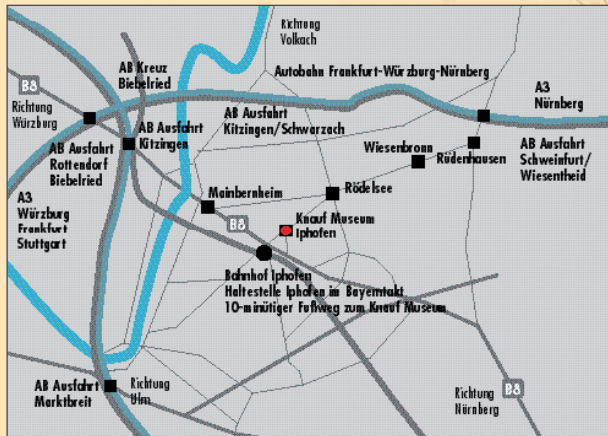 Richtung
Volkach
AB Kreuz
Biebelried
Autobahn Frankfurt-Würzburg-Nürnberg
B8
Richtung
Würzburg
A3
Nürnberg
AB Ausfahrt
Kitzingen/Schwarzach
AB Ausfahrt
Kitzingen
AB Ausfahrt
Rottendorf
Biebelried
AB Ausfahrt
Schweinfurt/
Wiesentheid
Wiesenbronn
Rüdenhausen
Rödelsee
Mainbernheim
A3
Würzburg
Frankfurt
Stuttgart
B8
Knauf Museum
Iphofen
Bahnhof Iphofen
Haltestelle Iphofen im Bayerntakt
10-minütiger Fußweg zum Knauf Museum
AB Ausfahrt
Marktbreit
Richtung
Ulm
Richtung
Nürnberg
B8